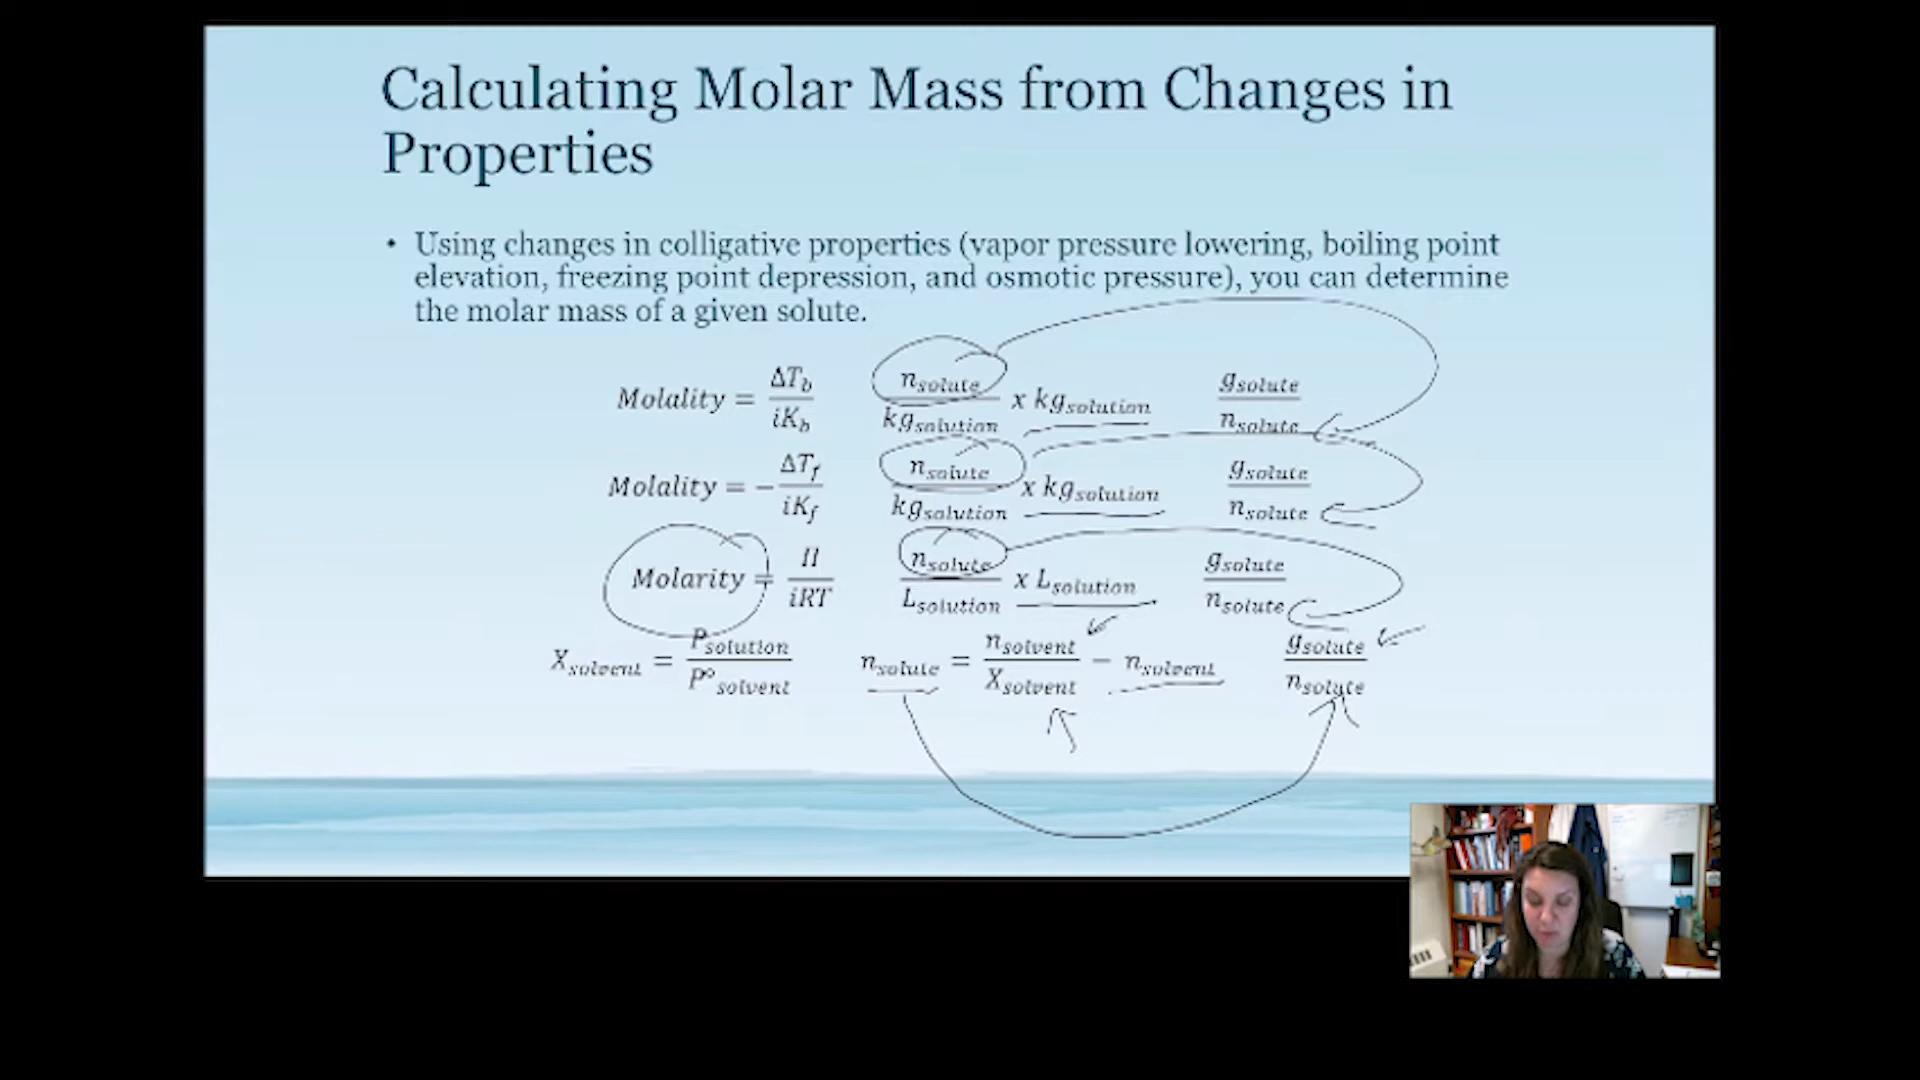 Calculating Molar Mass from Changes in
Properties
• Using changes in colligative properties (vapor pressure lowering, boiling point
elevation, freezing point depression, and osmotic pressure), you can determine
the molar mass of a given solute.
Molality = ΔT_b / iK_b    n_solute / kg_solution x kg_solution    g_solute / n_solute
Molality = − ΔT_f / iK_f    n_solute / kg_solution x kg_solution    g_solute / n_solute
Molarity = Π / iRT    n_solute / L_solution x L_solution    g_solute / n_solute
X_solvent = P_solution / P°_solvent    n_solute = n_solvent / X_solvent − n_solvent    g_solute / n_solute